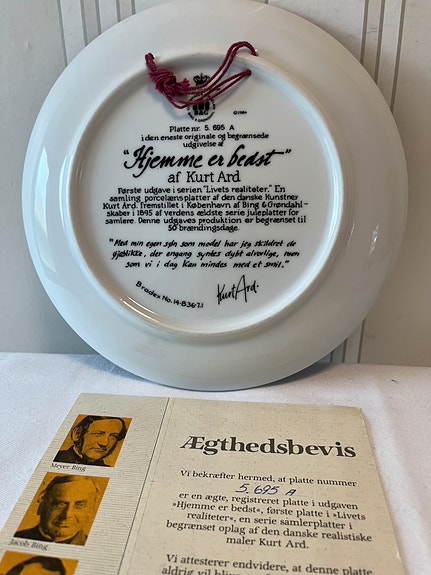 B&G
©1984
Platte nr. 5.695 A
i den eneste originale og begrænsede
udgivelse af
"Hjemme er bedst"
af Kurt Ard
Første udgave i serien "Livets realiteter." En
samling porcelænsplatter af den danske kunstner
Kurt Ard. fremstillet i København af Bing & Grøndahl-
skaber i 1895 af verdens ældste serie juleplatter for
samlere. Denne udgaves produktion er begrænset til
50 brændingsdage.
"Med min egen søn som model har jeg skildret de
øjeblikke, der engang syntes dybt alvorlige, men
som vi i dag kan mindes med et smil."
Bradex No. 14-B36-7.1
Kurt Ard.
Ægthedsbevis
Meyer Bing
Vi bekræfter hermed, at platte nummer
5.695 A
er en ægte, registreret platte i udgaven
»Hjemme er bedst«, første platte i »Livets
realiteter«, en serie samlerplatter i
begrænset oplag af den danske realistiske
maler Kurt Ard.
Jacob Bing
Vi attesterer endvidere, at denne platte